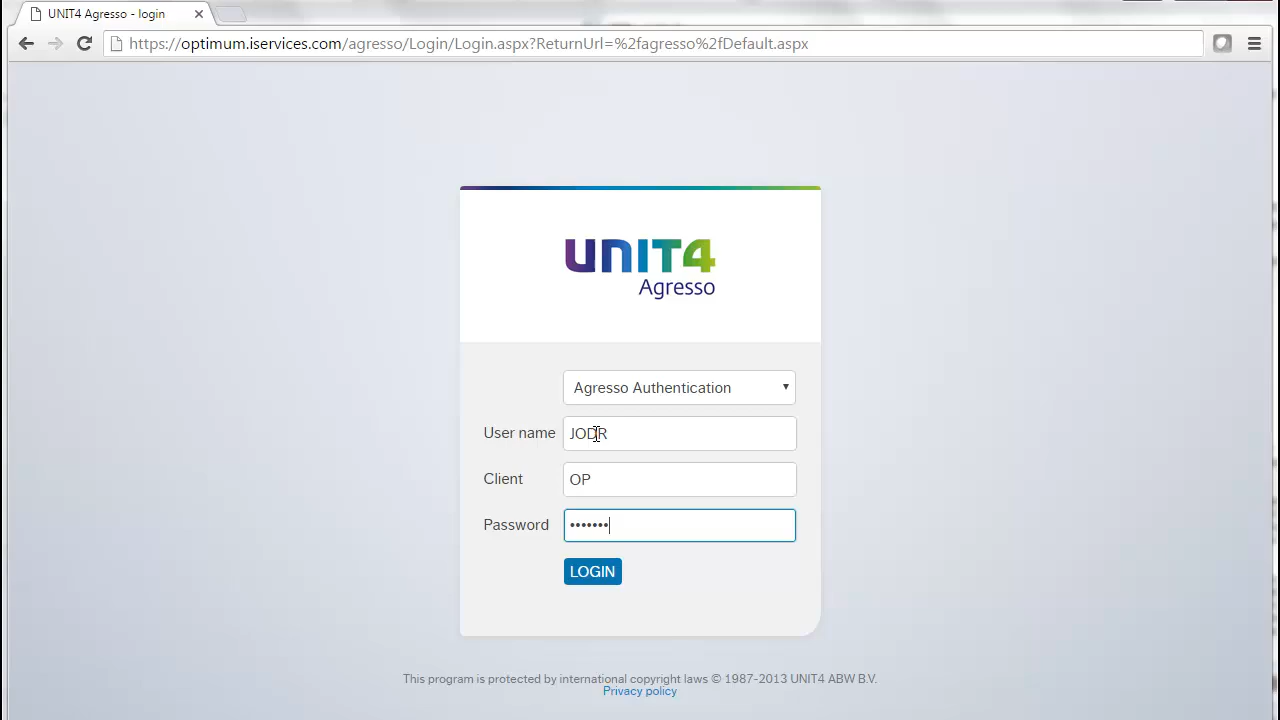 UNIT4 Agresso - login
https://optimum.iservices.com/agresso/Login/Login.aspx?ReturnUrl=%2fagresso%2fDefault.aspx
UNIT4
Agresso
Agresso Authentication
User name JODR
Client OP
Password •••••••
LOGIN
This program is protected by international copyright laws © 1987-2013 UNIT4 ABW B.V.
Privacy policy